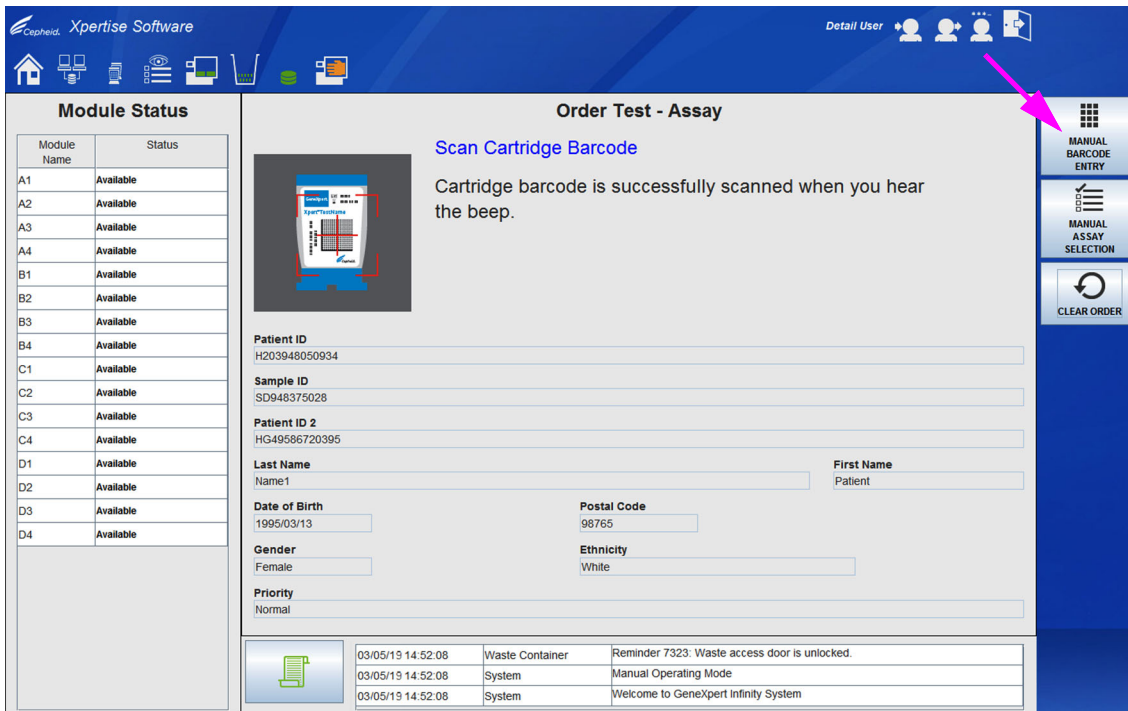 Cepheid. Xpertise Software
Detail User
Module Status
Module Name Status
A1 Available
A2 Available
A3 Available
A4 Available
B1 Available
B2 Available
B3 Available
B4 Available
C1 Available
C2 Available
C3 Available
C4 Available
D1 Available
D2 Available
D3 Available
D4 Available
Order Test - Assay
Scan Cartridge Barcode
Cartridge barcode is successfully scanned when you hear
the beep.
GeneXpert
Xpert TestName
Cepheid
Patient ID
H203948050934
Sample ID
SD948375028
Patient ID 2
HG49586720395
Last Name First Name
Name1 Patient
Date of Birth Postal Code
1995/03/13 98765
Gender Ethnicity
Female White
Priority
Normal
03/05/19 14:52:08 Waste Container Reminder 7323: Waste access door is unlocked.
03/05/19 14:52:08 System Manual Operating Mode
03/05/19 14:52:08 System Welcome to GeneXpert Infinity System
MANUAL
BARCODE
ENTRY
MANUAL
ASSAY
SELECTION
CLEAR ORDER